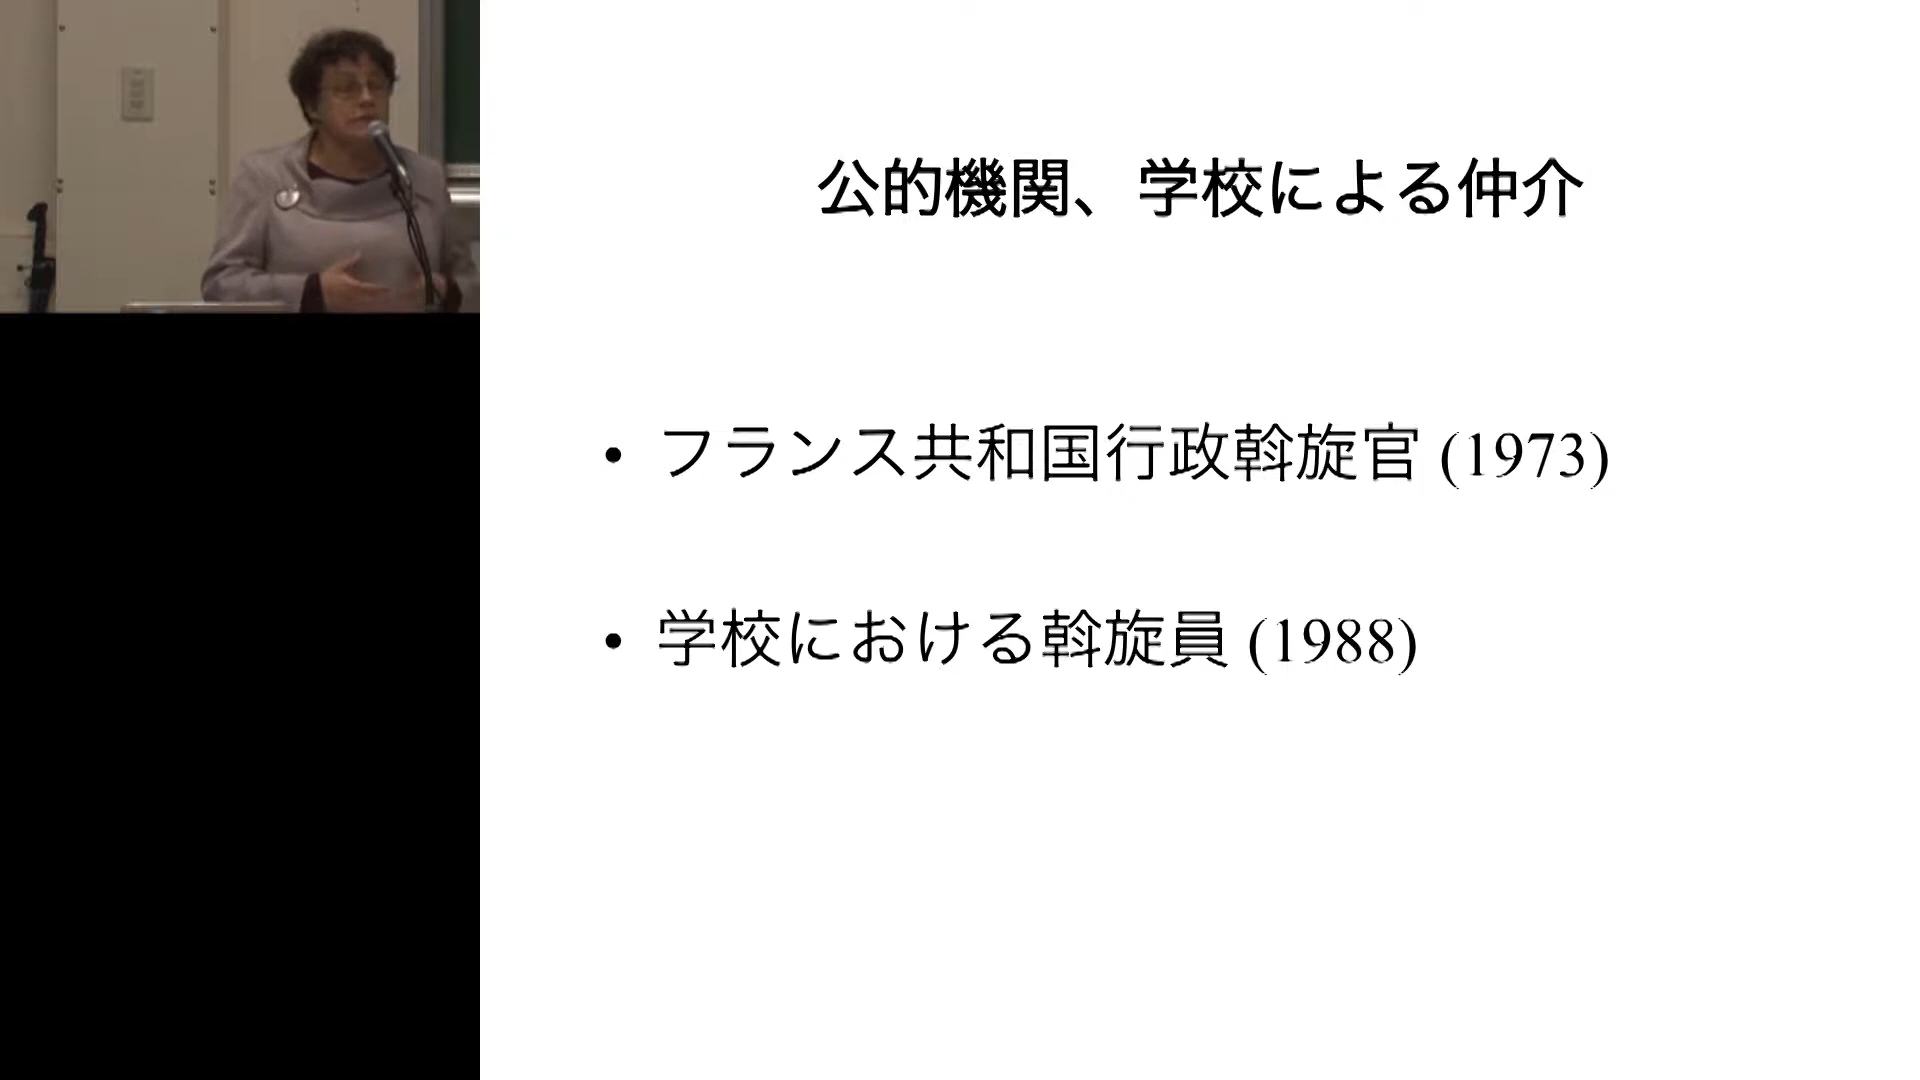 公的機関、学校による仲介
• フランス共和国行政斡旋官 (1973)
• 学校における斡旋員 (1988)